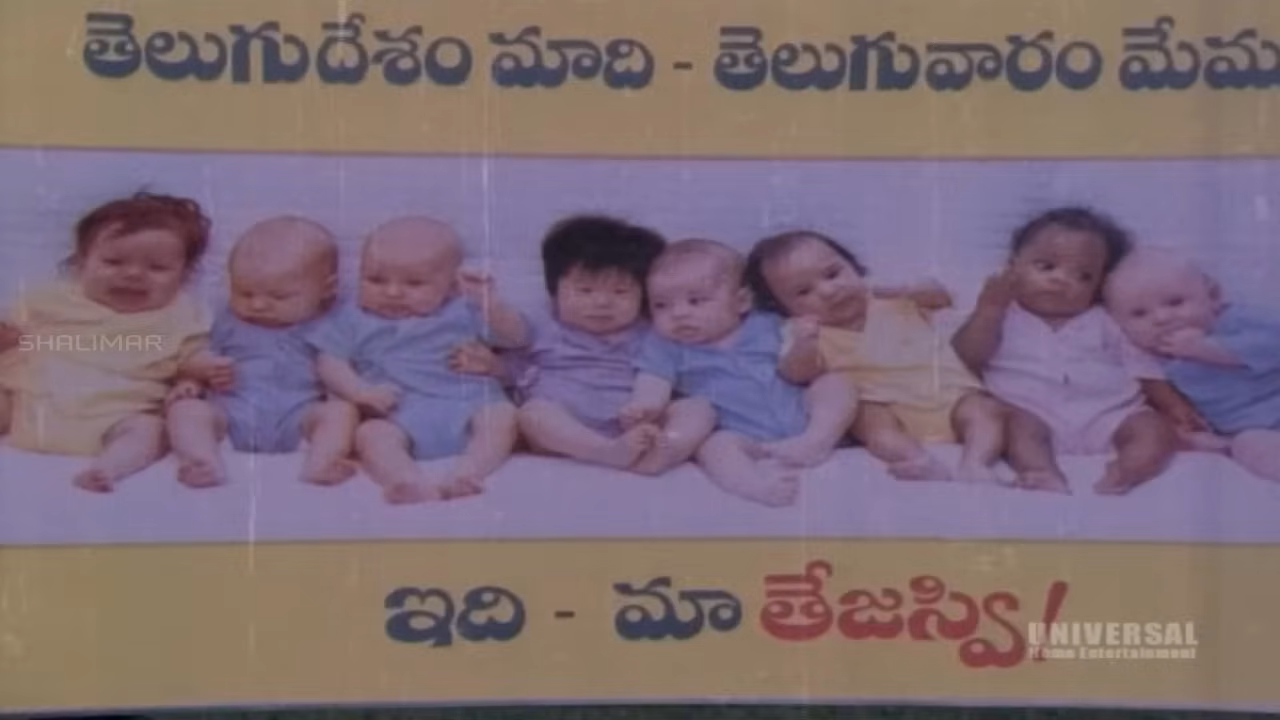 తెలుగుదేశం మాది - తెలుగువారం మేము
SHALIMAR
ఇది - మా తేజస్వి!
UNIVERSAL
Home Entertainment